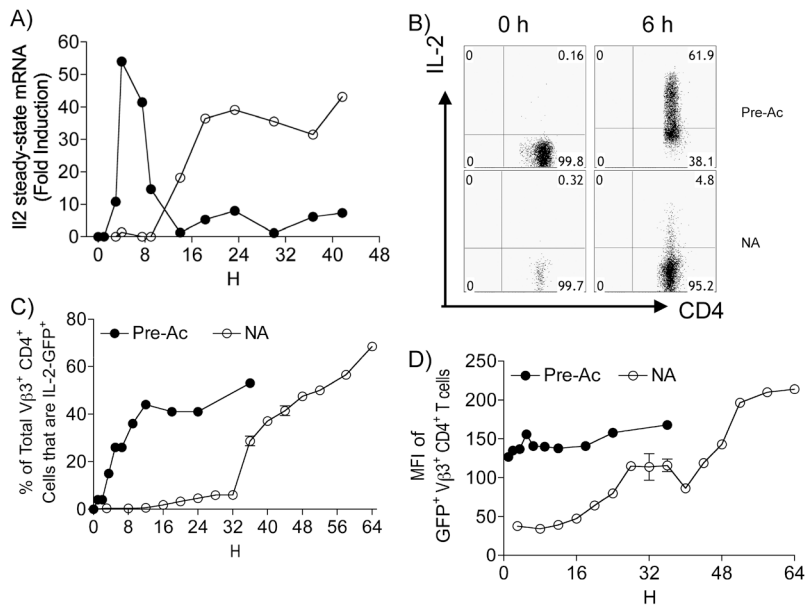 A)
Il2 steady-state mRNA
(Fold Induction)
60
50
40
30
20
10
0
0 8 16 24 32 40 48
H
B)
0 h 6 h
IL-2
0 0.16 0 61.9
Pre-Ac
0 99.8 0 38.1
0 0.32 0 4.8
NA
0 99.7 0 95.2
CD4
C)
Pre-Ac NA
% of Total Vβ3⁺ CD4⁺
Cells that are IL-2-GFP⁺
80
60
40
20
0
0 8 16 24 32 40 48 56 64
H
D)
Pre-Ac NA
MFI of
GFP⁺ Vβ3⁺ CD4⁺ T cells
250
200
150
100
50
0
0 16 32 48 64
H